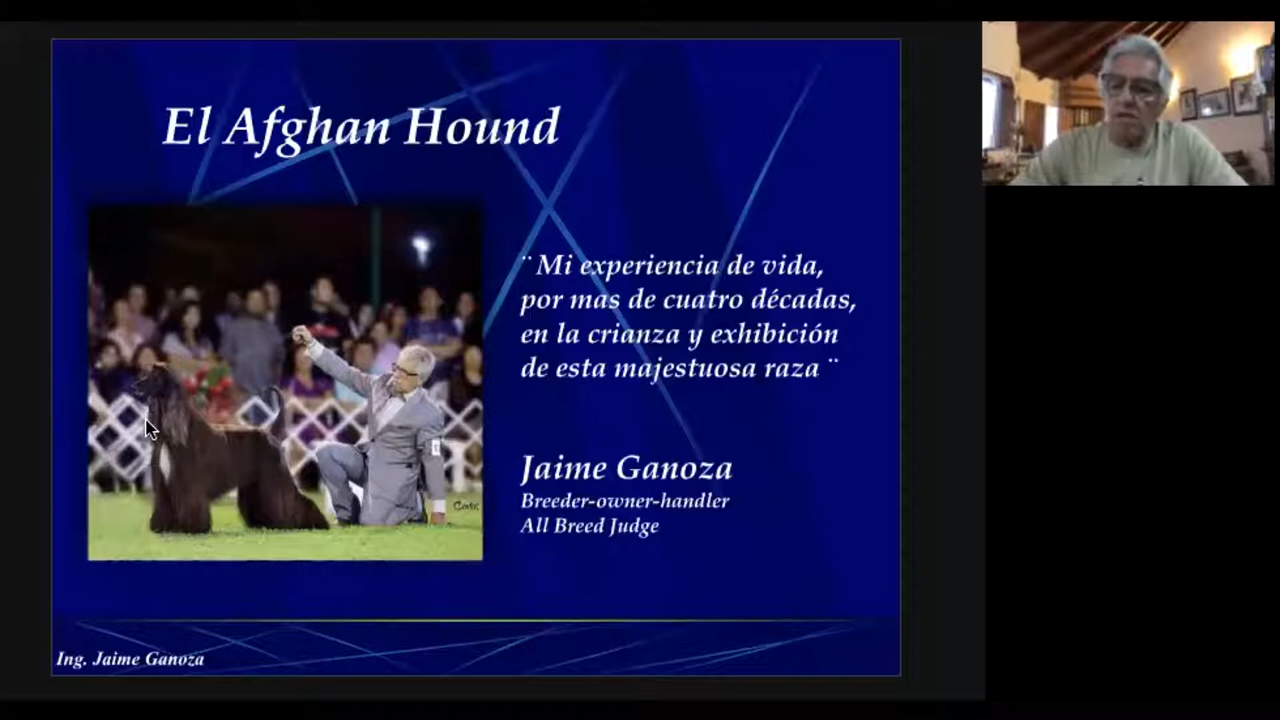 El Afghan Hound
¨ Mi experiencia de vida,
por mas de cuatro décadas,
en la crianza y exhibición
de esta majestuosa raza ¨
Jaime Ganoza
Breeder-owner-handler
All Breed Judge
Ing. Jaime Ganoza